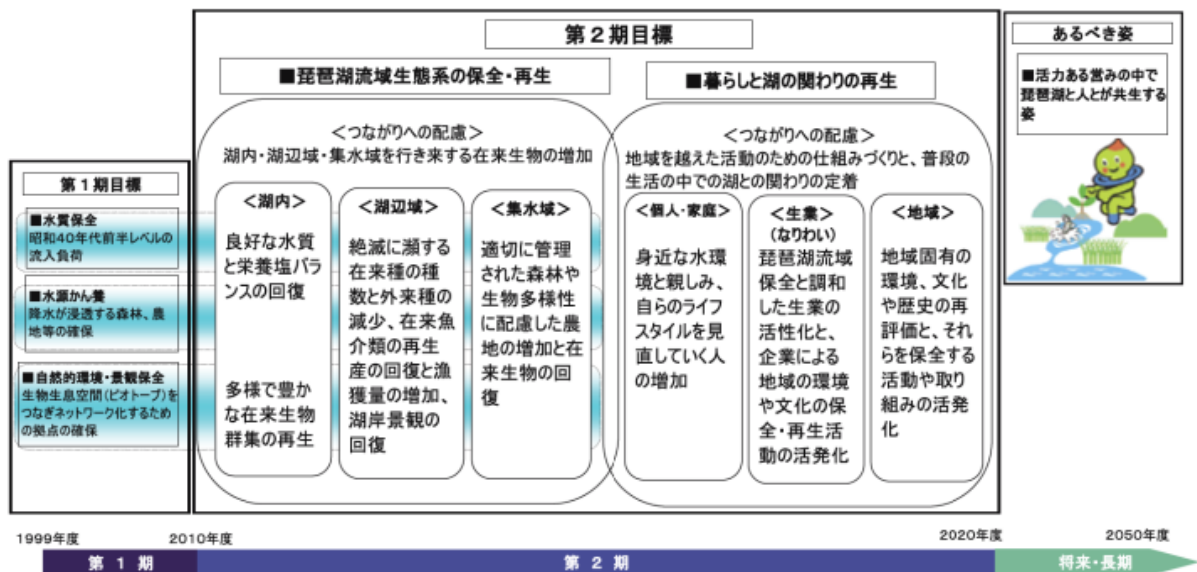 第1期目標
■水質保全
昭和40年代前半レベルの
流入負荷
■水源かん養
降水が浸透する森林、農
地等の確保
■自然的環境・景観保全
生物生息空間(ビオトープ)を
つなぎネットワーク化するため
の拠点の確保
第2期目標
■琵琶湖流域生態系の保全・再生
<つながりへの配慮>
湖内・湖辺域・集水域を行き来する在来生物の増加
<湖内>
良好な水質
と栄養塩バラ
ンスの回復
多様で豊か
な在来生物
群集の再生
<湖辺域>
絶滅に瀕する
在来種の種
数と外来種の
減少、在来魚
介類の再生
産の回復と漁
獲量の増加、
湖岸景観の
回復
<集水域>
適切に管理
された森林や
生物多様性
に配慮した農
地の増加と在
来生物の回
復
■暮らしと湖の関わりの再生
<つながりへの配慮>
地域を越えた活動のための仕組みづくりと、普段の
生活の中での湖との関わりの定着
<個人・家庭>
身近な水環
境と親しみ、
自らのライフ
スタイルを見
直していく人
の増加
<生業>
(なりわい)
琵琶湖流域
保全と調和
した生業の
活性化と、
企業による
地域の環境
や文化の保
全・再生活
動の活発化
<地域>
地域固有の
環境、文化
や歴史の再
評価と、それ
らを保全する
活動や取り
組みの活発
化
あるべき姿
■活力ある営みの中で
琵琶湖と人とが共生する
姿
1999年度
2010年度
2020年度
2050年度
第 1 期
第 2 期
将来・長期